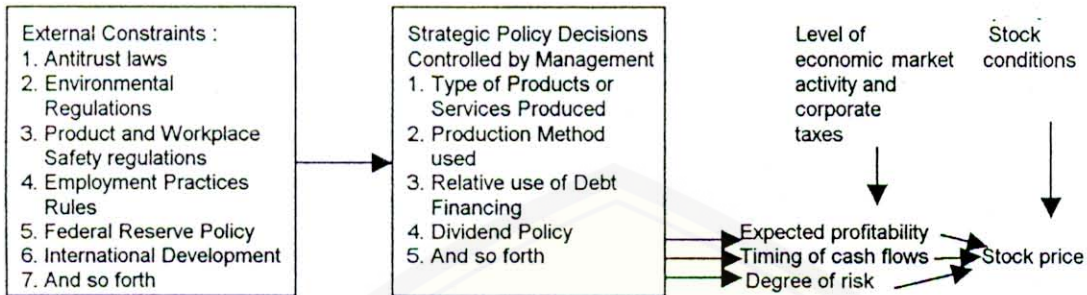 External Constraints :
1. Antitrust laws
2. Environmental
Regulations
3. Product and Workplace
Safety regulations
4. Employment Practices
Rules
5. Federal Reserve Policy
6. International Development
7. And so forth
Strategic Policy Decisions
Controlled by Management
1. Type of Products or
Services Produced
2. Production Method
used
3. Relative use of Debt
Financing
4. Dividend Policy
5. And so forth
Level of
economic market
activity and
corporate
taxes
Stock
conditions
Expected profitability
Timing of cash flows
Degree of risk
Stock price